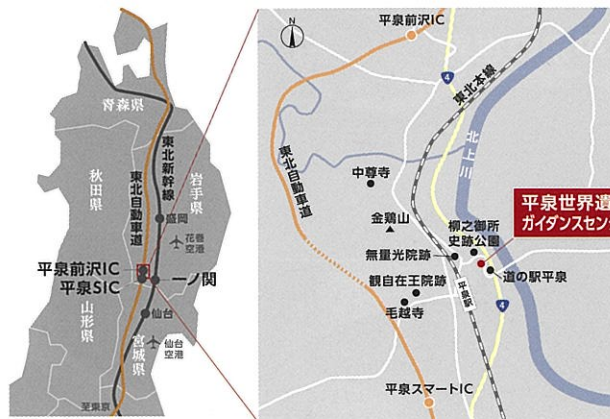 青森県
秋田県
岩手県
東北新幹線
東北自動車道
盛岡
花巻
空港
平泉前沢IC
平泉SIC
一ノ関
山形県
仙台
宮城県
仙台
空港
至東京
N
平泉前沢IC
4
東北本線
北上川
東北自動車道
中尊寺
金鶏山
柳之御所
史跡公園
平泉世界遺
ガイダンスセン
無量光院跡
道の駅平泉
観自在王院跡
平泉駅
毛越寺
4
平泉スマートIC